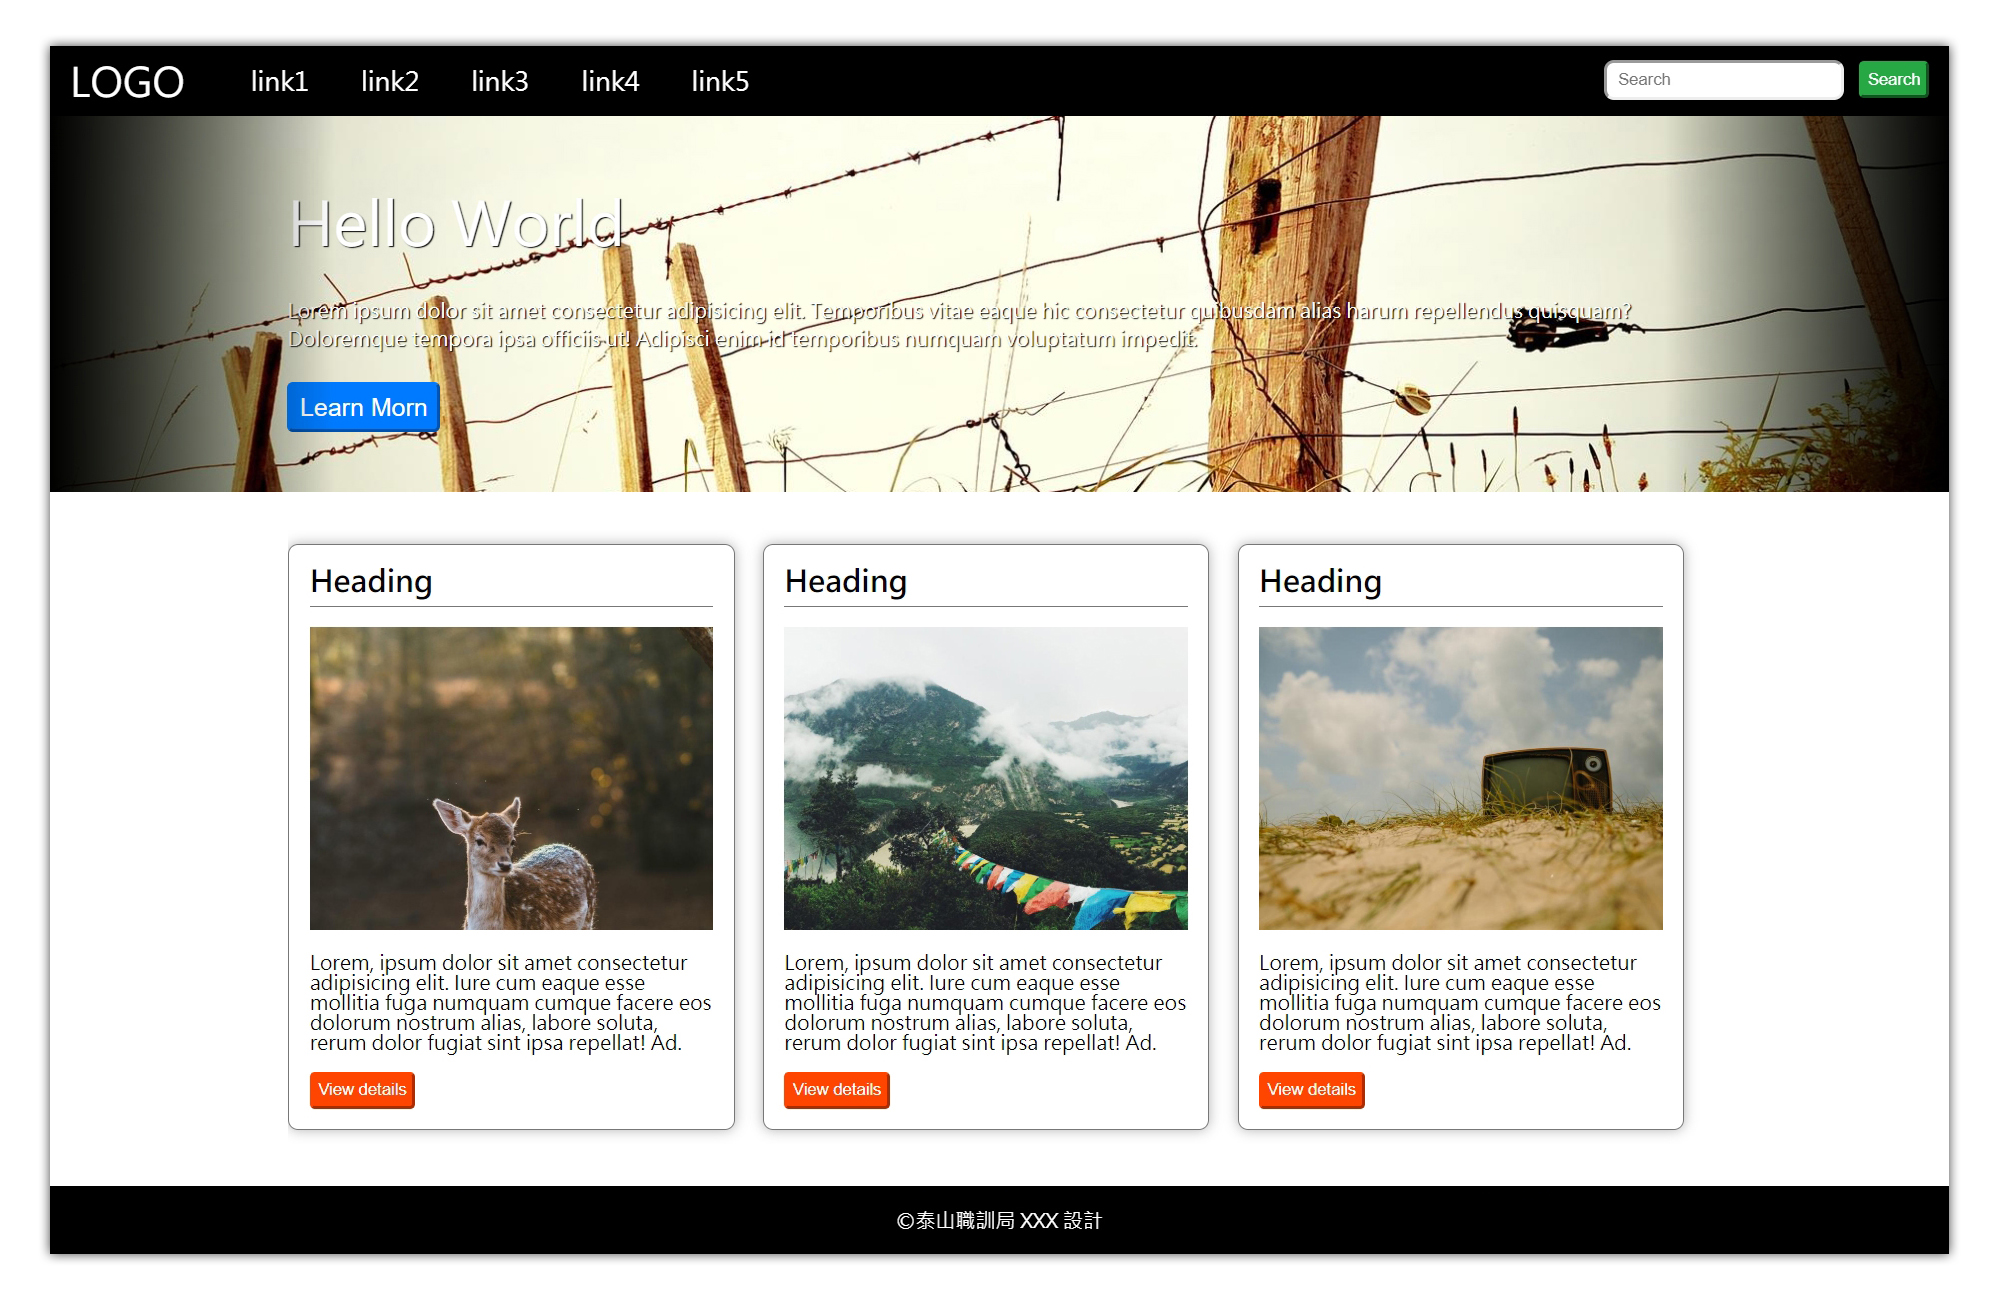 LOGO link1 link2 link3 link4 link5 Search Search
Hello World
Lorem ipsum dolor sit amet consectetur adipisicing elit. Temporibus vitae eaque hic consectetur quibusdam alias harum repellendus quisquam?
Doloremque tempora ipsa officiis ut! Adipisci enim id temporibus numquam voluptatum impedit.
Learn Morn
Heading
Lorem, ipsum dolor sit amet consectetur
adipisicing elit. Iure cum eaque esse
mollitia fuga numquam cumque facere eos
dolorum nostrum alias, labore soluta,
rerum dolor fugiat sint ipsa repellat! Ad.
View details
Heading
Lorem, ipsum dolor sit amet consectetur
adipisicing elit. Iure cum eaque esse
mollitia fuga numquam cumque facere eos
dolorum nostrum alias, labore soluta,
rerum dolor fugiat sint ipsa repellat! Ad.
View details
Heading
Lorem, ipsum dolor sit amet consectetur
adipisicing elit. Iure cum eaque esse
mollitia fuga numquam cumque facere eos
dolorum nostrum alias, labore soluta,
rerum dolor fugiat sint ipsa repellat! Ad.
View details
©泰山職訓局 XXX 設計